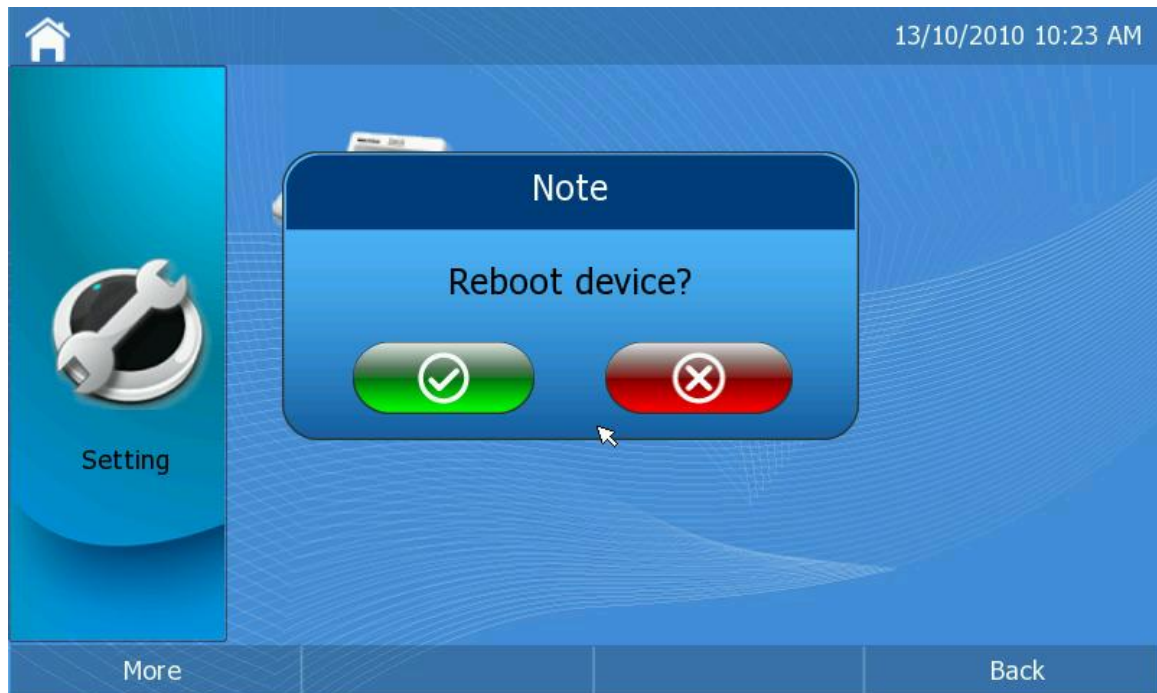 13/10/2010 10:23 AM
Note
Reboot device?
Setting
More
Back